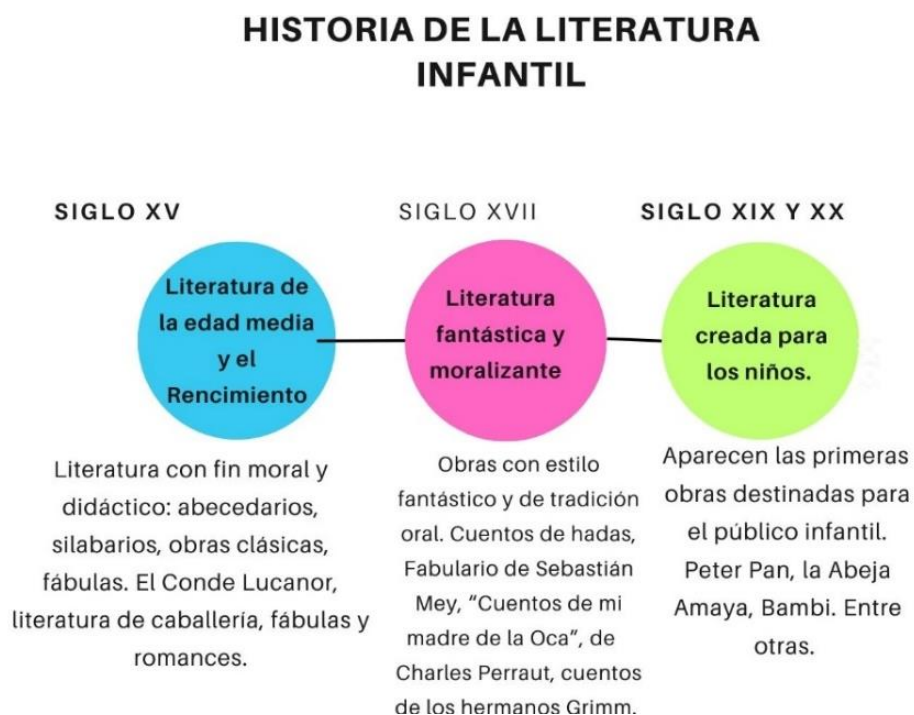 HISTORIA DE LA LITERATURA
INFANTIL
SIGLO XV
Literatura de
la edad media
y el
Rencimiento
Literatura con fin moral y
didáctico: abecedarios,
silabarios, obras clásicas,
fábulas. El Conde Lucanor,
literatura de caballería, fábulas y
romances.
SIGLO XVII
Literatura
fantástica y
moralizante
Obras con estilo
fantástico y de tradición
oral. Cuentos de hadas,
Fabulario de Sebastián
Mey, “Cuentos de mi
madre de la Oca”, de
Charles Perraut, cuentos
de los hermanos Grimm.
SIGLO XIX Y XX
Literatura
creada para
los niños.
Aparecen las primeras
obras destinadas para
el público infantil.
Peter Pan, la Abeja
Amaya, Bambi. Entre
otras.